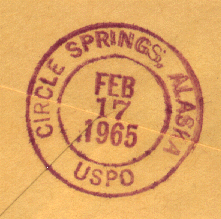 CIRCLE SPRINGS, ALASKA
FEB
17
1965
USPO